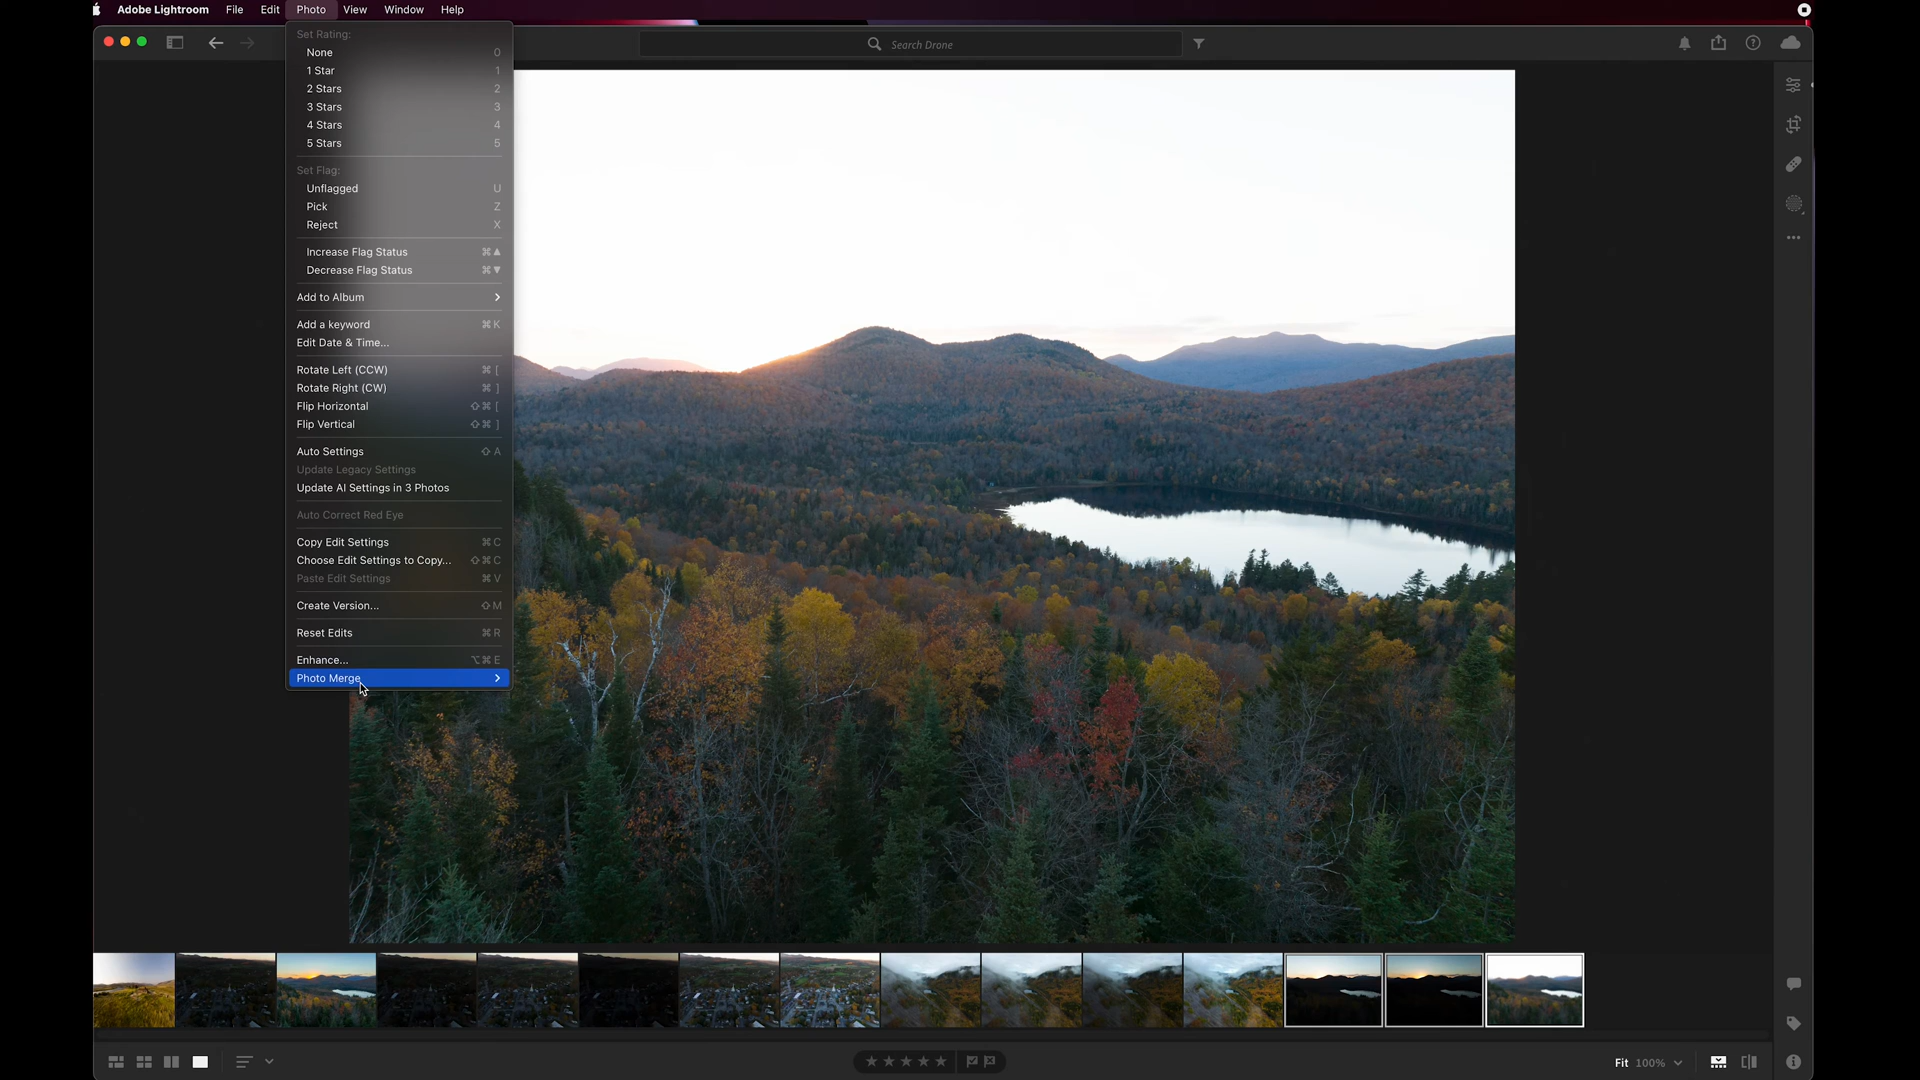 Adobe Lightroom File Edit Photo View Window Help
Search Drone
Set Rating:
None 0
1 Star 1
2 Stars 2
3 Stars 3
4 Stars 4
5 Stars 5
Set Flag:
Unflagged U
Pick Z
Reject X
Increase Flag Status ⌘▲
Decrease Flag Status ⌘▼
Add to Album
Add a keyword ⌘K
Edit Date & Time...
Rotate Left (CCW) ⌘[
Rotate Right (CW) ⌘]
Flip Horizontal ⇧⌘[
Flip Vertical ⇧⌘]
Auto Settings ⇧A
Update Legacy Settings
Update AI Settings in 3 Photos
Auto Correct Red Eye
Copy Edit Settings ⌘C
Choose Edit Settings to Copy... ⇧⌘C
Paste Edit Settings ⌘V
Create Version... ⇧M
Reset Edits ⌘R
Enhance... ⌥⌘E
Photo Merge
Fit 100%